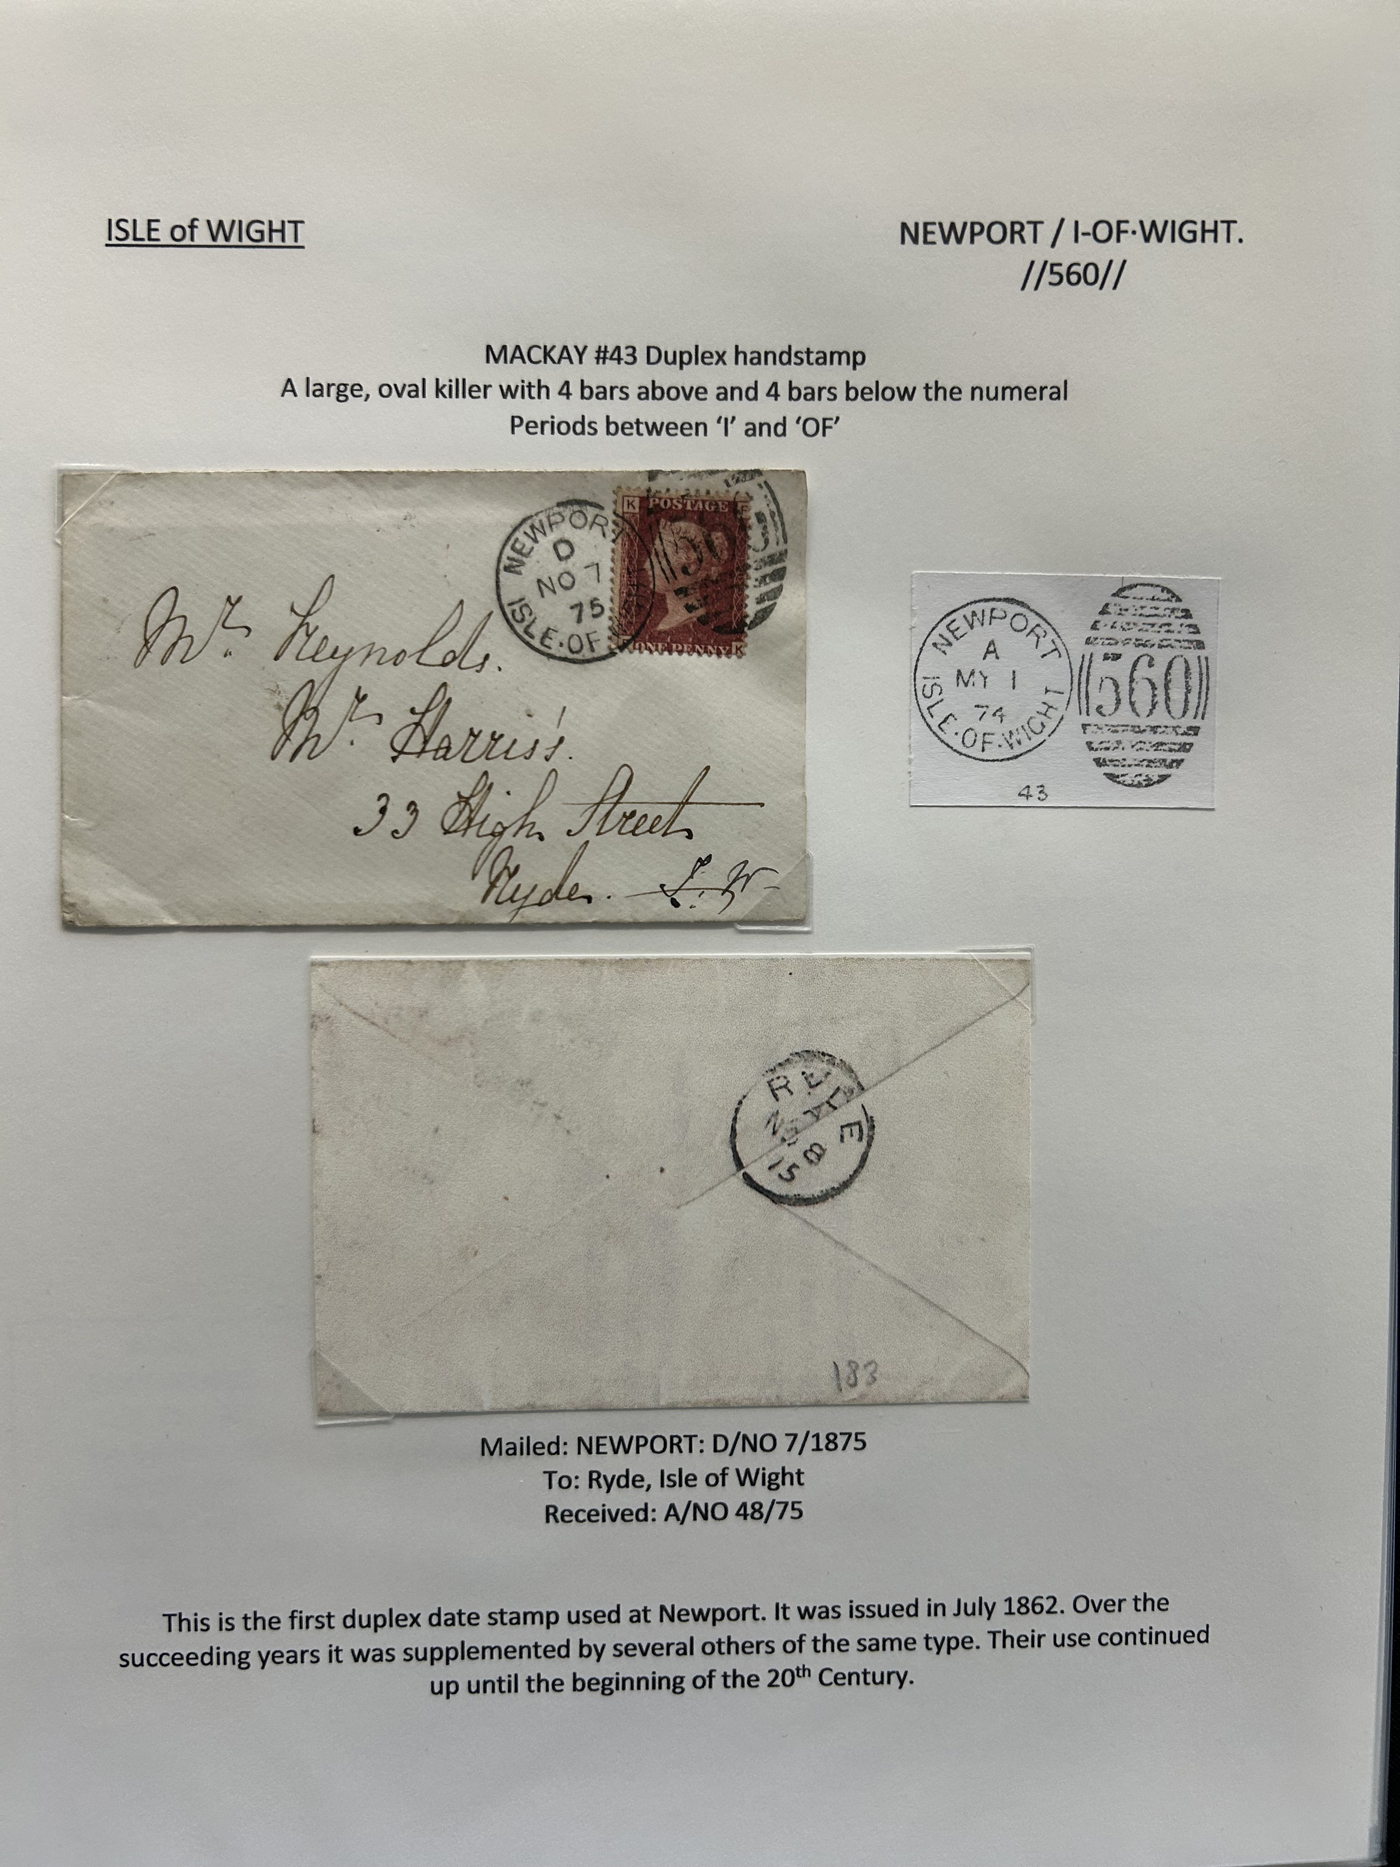 ISLE of WIGHT
NEWPORT / I-OF·WIGHT.
//560//
MACKAY #43 Duplex handstamp
A large, oval killer with 4 bars above and 4 bars below the numeral
Periods between ‘I’ and ‘OF’
NEWPORT
D
NO 7
75
ISLE·OF
K POSTAGE
560
ONE PENNY K
Mr. Reynolds.
Mr. Harris's.
33 High Street
Ryde. I.W-
NEWPORT
A
MY 1
74
ISLE·OF·WIGHT
560
43
RYDE
183
Mailed: NEWPORT: D/NO 7/1875
To: Ryde, Isle of Wight
Received: A/NO 48/75
This is the first duplex date stamp used at Newport. It was issued in July 1862. Over the
succeeding years it was supplemented by several others of the same type. Their use continued
up until the beginning of the 20th Century.